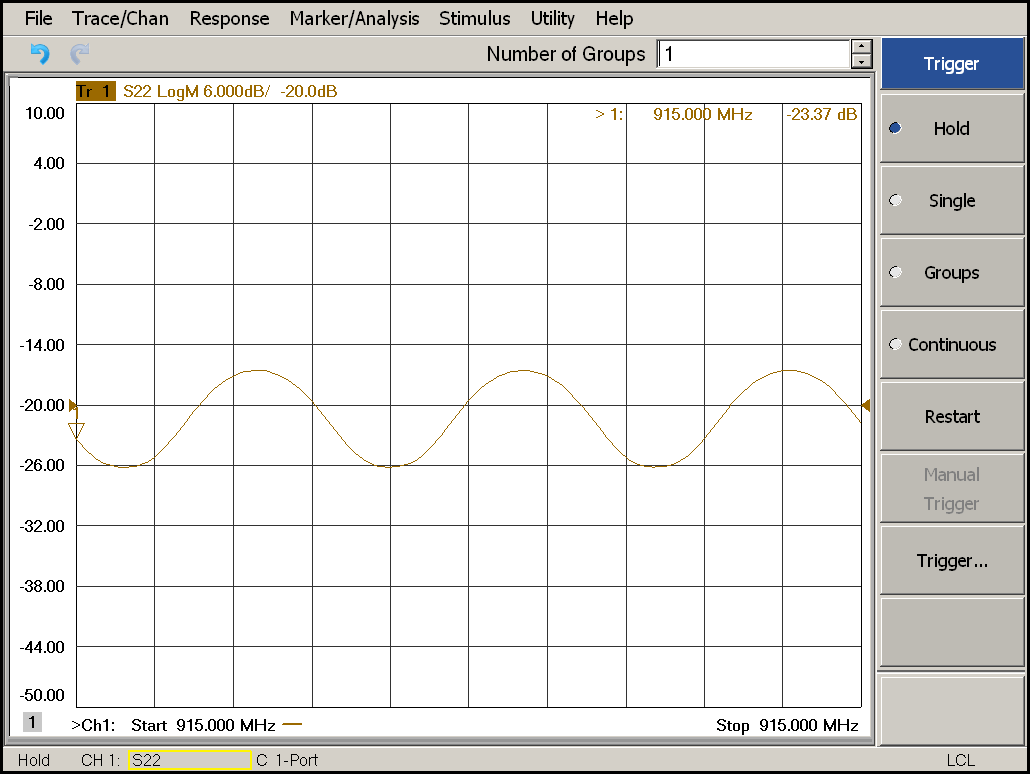 File Trace/Chan Response Marker/Analysis Stimulus Utility Help
Number of Groups 1
Trigger
Tr 1 S22 LogM 6.000dB/ -20.0dB
> 1: 915.000 MHz -23.37 dB
10.00
4.00
-2.00
-8.00
-14.00
-20.00
-26.00
-32.00
-38.00
-44.00
-50.00
1 >Ch1: Start 915.000 MHz Stop 915.000 MHz
Hold
Single
Groups
Continuous
Restart
Manual
Trigger
Trigger...
Hold CH 1: S22 C 1-Port LCL